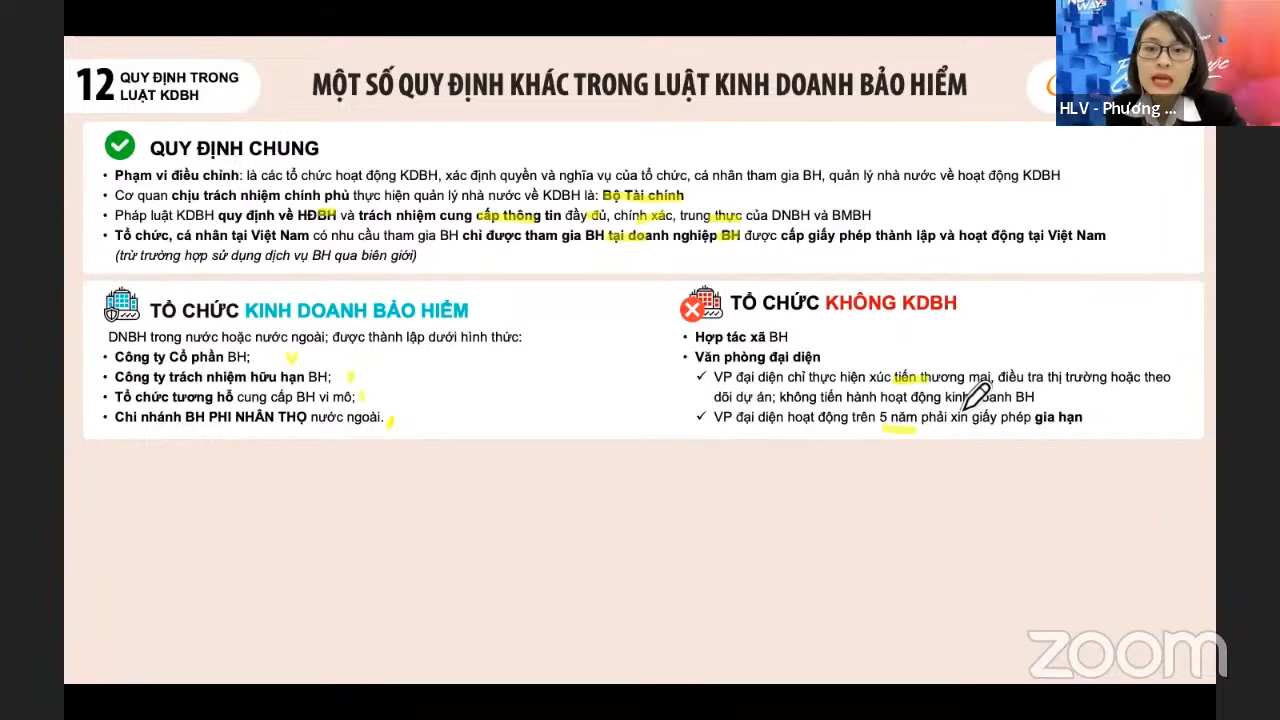 12 QUY ĐỊNH TRONG
LUẬT KDBH
MỘT SỐ QUY ĐỊNH KHÁC TRONG LUẬT KINH DOANH BẢO HIỂM
HLV - Phương ...
QUY ĐỊNH CHUNG
• Phạm vi điều chỉnh: là các tổ chức hoạt động KDBH, xác định quyền và nghĩa vụ của tổ chức, cá nhân tham gia BH, quản lý nhà nước về hoạt động KDBH
• Cơ quan chịu trách nhiệm chính phủ thực hiện quản lý nhà nước về KDBH là: Bộ Tài chính
• Pháp luật KDBH quy định về HĐBH và trách nhiệm cung cấp thông tin đầy đủ, chính xác, trung thực của DNBH và BMBH
• Tổ chức, cá nhân tại Việt Nam có nhu cầu tham gia BH chỉ được tham gia BH tại doanh nghiệp BH được cấp giấy phép thành lập và hoạt động tại Việt Nam
(trừ trường hợp sử dụng dịch vụ BH qua biên giới)
TỔ CHỨC KINH DOANH BẢO HIỂM
DNBH trong nước hoặc nước ngoài; được thành lập dưới hình thức:
• Công ty Cổ phần BH;
• Công ty trách nhiệm hữu hạn BH;
• Tổ chức tương hỗ cung cấp BH vi mô;
• Chi nhánh BH PHI NHÂN THỌ nước ngoài.
TỔ CHỨC KHÔNG KDBH
• Hợp tác xã BH
• Văn phòng đại diện
✓ VP đại diện chỉ thực hiện xúc tiến thương mại, điều tra thị trường hoặc theo
dõi dự án; không tiến hành hoạt động kinh doanh BH
✓ VP đại diện hoạt động trên 5 năm phải xin giấy phép gia hạn
zoom